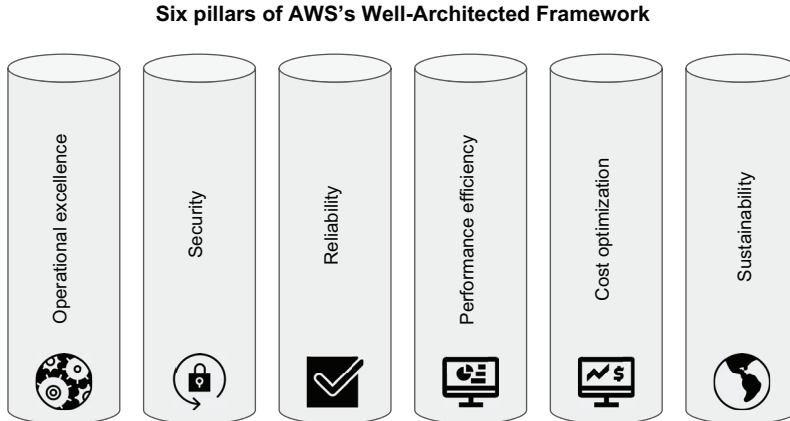 Six pillars of AWS’s Well-Architected Framework
Operational excellence
Security
Reliability
Performance efficiency
Cost optimization
Sustainability
$